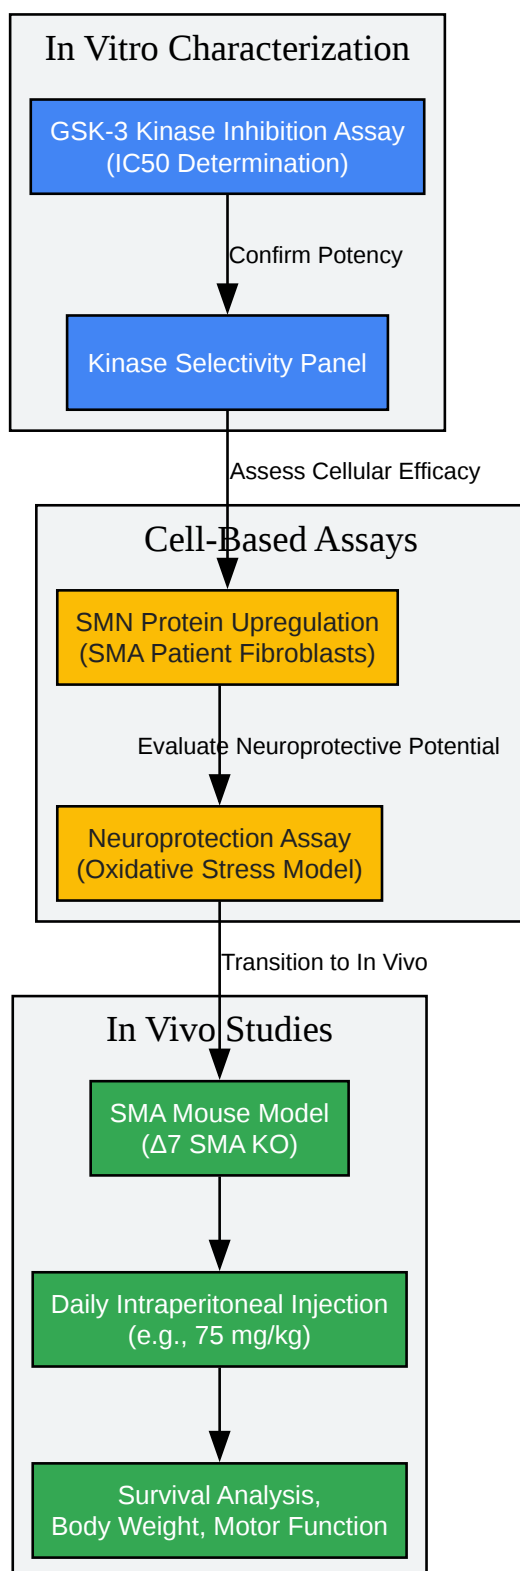 In Vitro Characterization
GSK-3 Kinase Inhibition Assay
(IC50 Determination)
Confirm Potency
Kinase Selectivity Panel
Assess Cellular Efficacy
Cell-Based Assays
SMN Protein Upregulation
(SMA Patient Fibroblasts)
Evaluate Neuroprotective Potential
Neuroprotection Assay
(Oxidative Stress Model)
Transition to In Vivo
In Vivo Studies
SMA Mouse Model
(Δ7 SMA KO)
Daily Intraperitoneal Injection
(e.g., 75 mg/kg)
Survival Analysis,
Body Weight, Motor Function